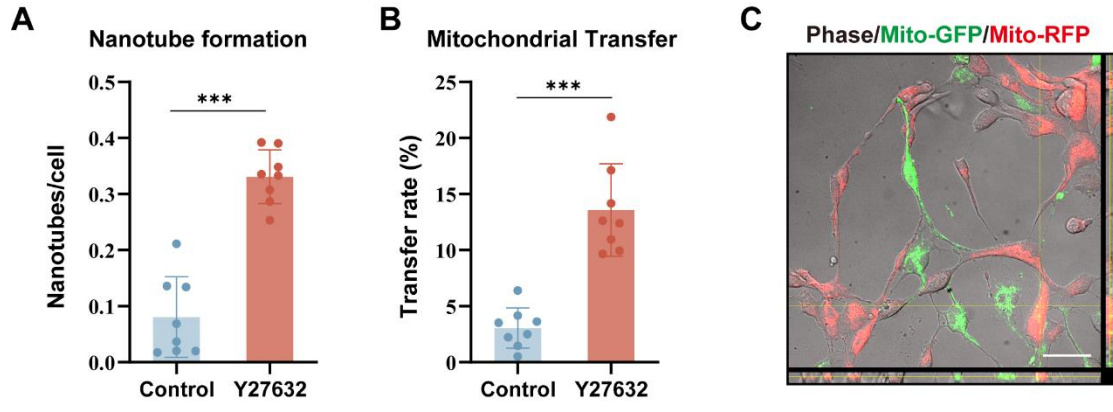 A
Nanotube formation
Nanotubes/cell
0.5
0.4
0.3
0.2
0.1
0.0
***
Control
Y27632
B
Mitochondrial Transfer
Transfer rate (%)
25
20
15
10
5
0
***
Control
Y27632
C
Phase/Mito-GFP/Mito-RFP